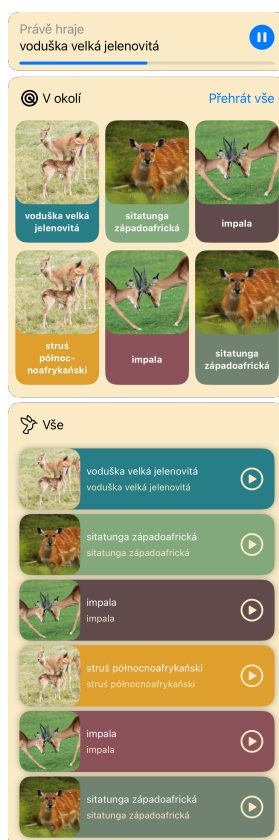 Právě hraje
voduška velká jelenovitá
V okolí
Přehrát vše
voduška velká
jelenovitá
sitatunga
západoafrická
impala
struś
północ-
noafrykański
impala
sitatunga
západoafrická
Vše
voduška velká jelenovitá
voduška velká jelenovitá
sitatunga západoafrická
sitatunga západoafrická
impala
impala
struś północnoafrykański
struś północnoafrykański
impala
impala
sitatunga západoafrická
sitatunga západoafrická